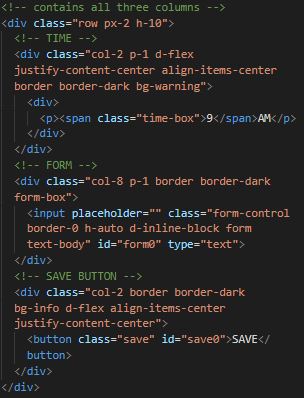 <!-- contains all three columns -->
<div class="row px-2 h-10">
<!-- TIME -->
<div class="col-2 p-1 d-flex
justify-content-center align-items-center
border border-dark bg-warning">
<div>
<p><span class="time-box">9</span>AM</p>
</div>
</div>
<!-- FORM -->
<div class="col-8 p-1 border border-dark
form-box">
<input placeholder="" class="form-control
border-0 h-auto d-inline-block form
text-body" id="form0" type="text">
</div>
<!-- SAVE BUTTON -->
<div class="col-2 border border-dark
bg-info d-flex align-items-center
justify-content-center">
<button class="save" id="save0">SAVE</
button>
</div>
</div>